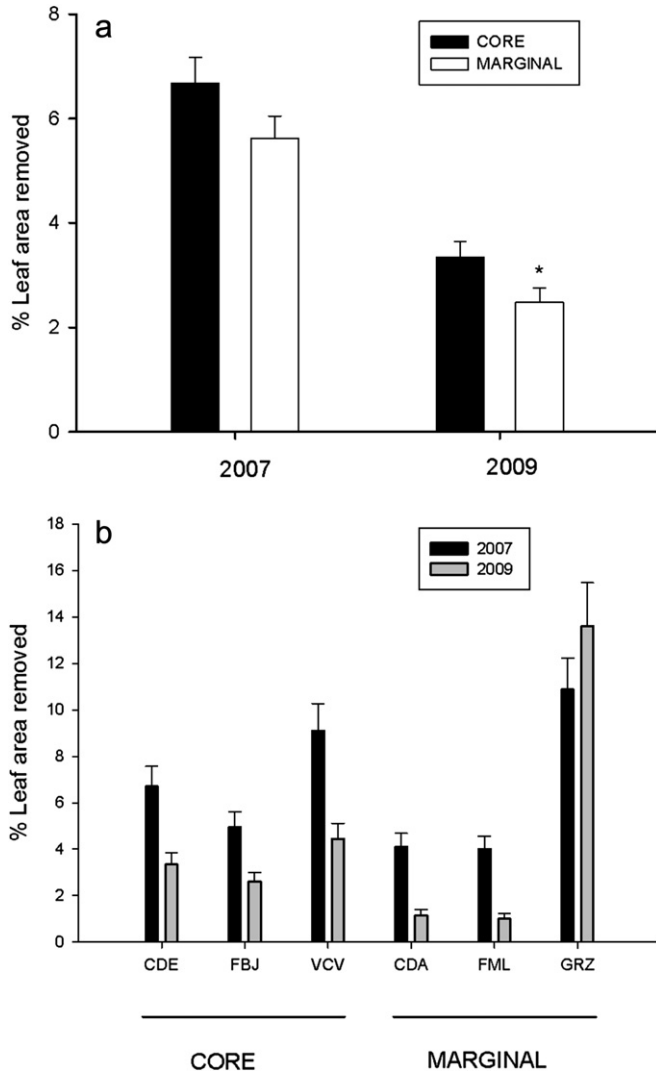 a
8
6
4
2
0
% Leaf area removed
CORE
MARGINAL
*
2007 2009
b
18
16
14
12
10
8
6
4
2
0
% Leaf area removed
2007
2009
CDE FBJ VCV CDA FML GRZ
CORE MARGINAL